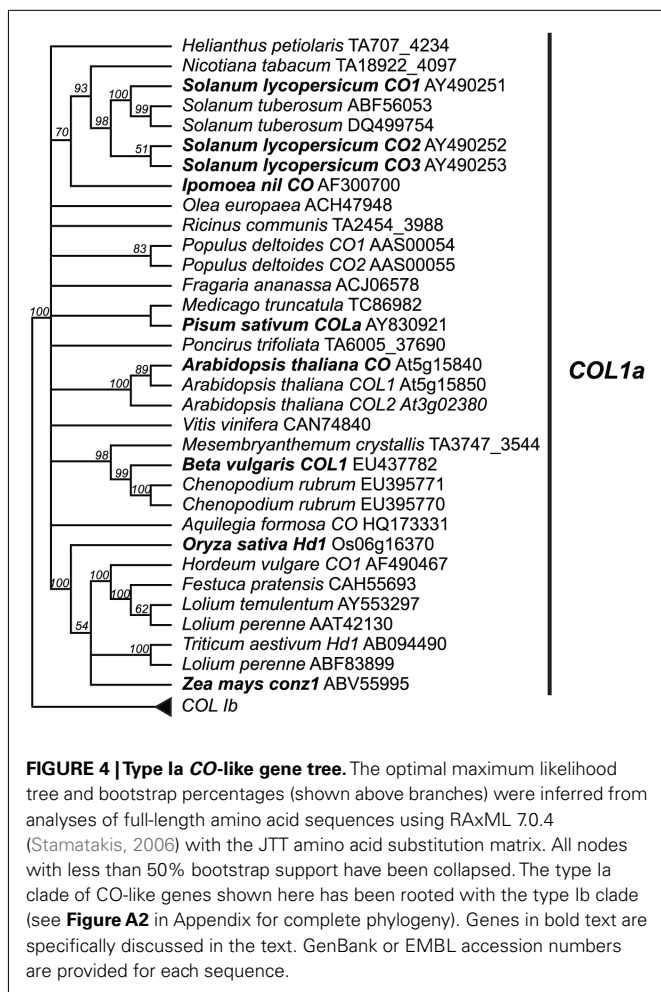 Helianthus petiolaris TA707_4234
Nicotiana tabacum TA18922_4097
93
Solanum lycopersicum CO1 AY490251
100
Solanum tuberosum ABF56053
99
Solanum tuberosum DQ499754
98
70
Solanum lycopersicum CO2 AY490252
51
Solanum lycopersicum CO3 AY490253
Ipomoea nil CO AF300700
Olea europaea ACH47948
Ricinus communis TA2454_3988
Populus deltoides CO1 AAS00054
83
Populus deltoides CO2 AAS00055
Fragaria ananassa ACJ06578
Medicago truncatula TC86982
100
Pisum sativum COLa AY830921
Poncirus trifoliata TA6005_37690
Arabidopsis thaliana CO At5g15840
89
COL1a
100
Arabidopsis thaliana COL1 At5g15850
Arabidopsis thaliana COL2 At3g02380
Vitis vinifera CAN74840
Mesembryanthemum crystallis TA3747_3544
98
Beta vulgaris COL1 EU437782
99
Chenopodium rubrum EU395771
100
Chenopodium rubrum EU395770
Aquilegia formosa CO HQ173331
Oryza sativa Hd1 Os06g16370
Hordeum vulgare CO1 AF490467
100
100
Festuca pratensis CAH55693
100
Lolium temulentum AY553297
62
Lolium perenne AAT42130
54
Triticum aestivum Hd1 AB094490
100
Lolium perenne ABF83899
Zea mays conz1 ABV55995
COL Ib
FIGURE 4 | Type Ia CO-like gene tree. The optimal maximum likelihood
tree and bootstrap percentages (shown above branches) were inferred from
analyses of full-length amino acid sequences using RAxML 7.0.4
(Stamatakis, 2006) with the JTT amino acid substitution matrix. All nodes
with less than 50% bootstrap support have been collapsed. The type Ia
clade of CO-like genes shown here has been rooted with the type Ib clade
(see Figure A2 in Appendix for complete phylogeny). Genes in bold text are
specifically discussed in the text. GenBank or EMBL accession numbers
are provided for each sequence.